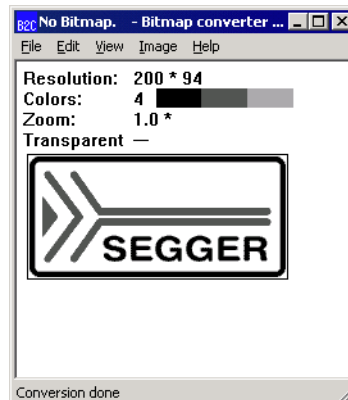 B2C No Bitmap. - Bitmap converter ...
File Edit View Image Help
Resolution: 200 * 94
Colors: 4
Zoom: 1.0 *
Transparent —
SEGGER
Conversion done